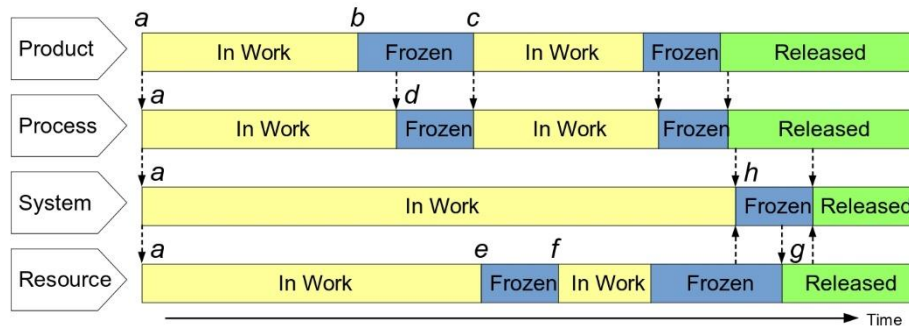 a b c
Product In Work Frozen In Work Frozen Released
a d
Process In Work Frozen In Work Frozen Released
a h
System In Work Frozen Released
a e f g
Resource In Work Frozen In Work Frozen Released
Time